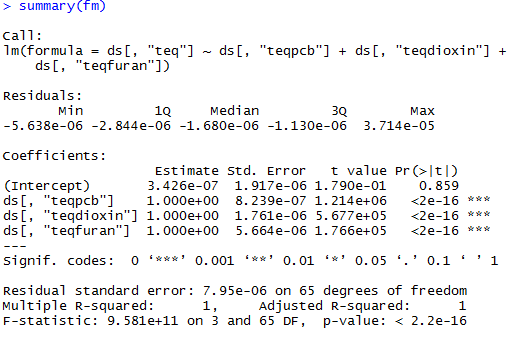 > summary(fm)
Call:
lm(formula = ds[, "teq"] ~ ds[, "teqpcb"] + ds[, "teqdioxin"] +
    ds[, "teqfuran"])
Residuals:
       Min         1Q     Median         3Q        Max
-5.638e-06 -2.844e-06 -1.680e-06 -1.130e-06  3.714e-05
Coefficients:
                   Estimate Std. Error   t value Pr(>|t|)
(Intercept)       3.426e-07  1.917e-06 1.790e-01    0.859
ds[, "teqpcb"]    1.000e+00  8.239e-07 1.214e+06   <2e-16 ***
ds[, "teqdioxin"] 1.000e+00  1.761e-06 5.677e+05   <2e-16 ***
ds[, "teqfuran"]  1.000e+00  5.664e-06 1.766e+05   <2e-16 ***
---
Signif. codes:  0 ‘***’ 0.001 ‘**’ 0.01 ‘*’ 0.05 ‘.’ 0.1 ‘ ’ 1
Residual standard error: 7.95e-06 on 65 degrees of freedom
Multiple R-squared:      1,     Adjusted R-squared:      1
F-statistic: 9.581e+11 on 3 and 65 DF,  p-value: < 2.2e-16